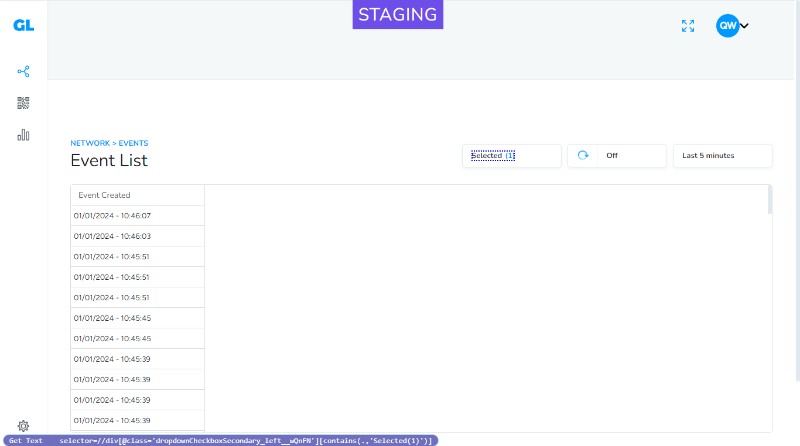 STAGING
GL
QW
NETWORK > EVENTS
Event List
Selected (1)
Off
Last 5 minutes
Event Created
01/01/2024 - 10:46:07
01/01/2024 - 10:46:03
01/01/2024 - 10:45:51
01/01/2024 - 10:45:51
01/01/2024 - 10:45:51
01/01/2024 - 10:45:45
01/01/2024 - 10:45:45
01/01/2024 - 10:45:39
01/01/2024 - 10:45:39
01/01/2024 - 10:45:39
01/01/2024 - 10:45:39
Get Text selector=//div[@class='dropdownCheckboxSecondary_left__wQnFN'][contains(.,'Selected(1)')]